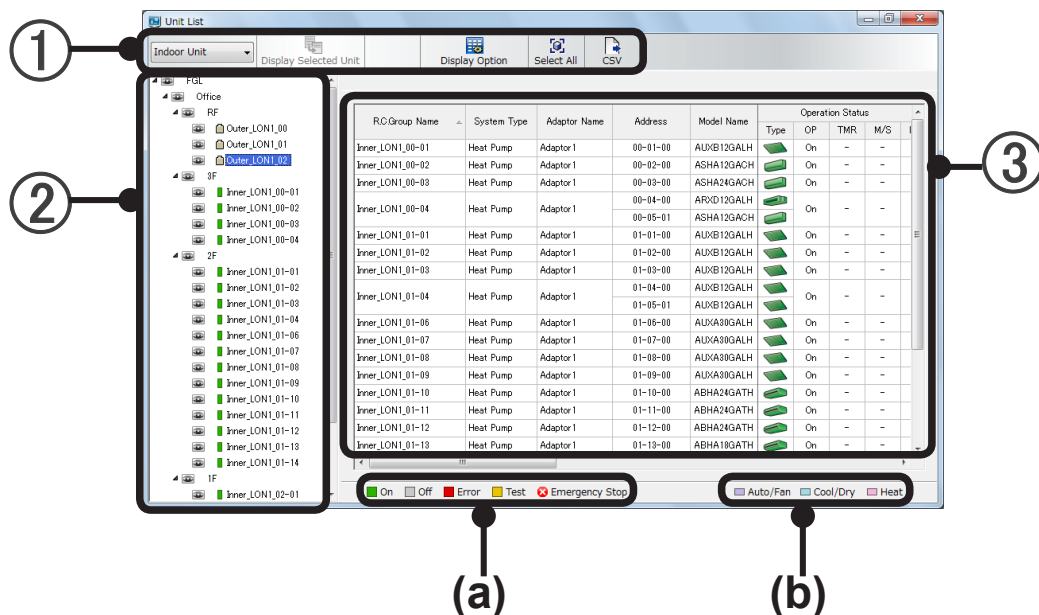 Unit List
①
Indoor Unit
Display Selected Unit
Display Option
Select All
CSV
②
FGL
Office
RF
Outer_LON1_00
Outer_LON1_01
Outer_LON1_02
3F
Inner_LON1_00-01
Inner_LON1_00-02
Inner_LON1_00-03
Inner_LON1_00-04
2F
Inner_LON1_01-01
Inner_LON1_01-02
Inner_LON1_01-03
Inner_LON1_01-04
Inner_LON1_01-06
Inner_LON1_01-07
Inner_LON1_01-08
Inner_LON1_01-09
Inner_LON1_01-10
Inner_LON1_01-11
Inner_LON1_01-12
Inner_LON1_01-13
Inner_LON1_01-14
1F
Inner_LON1_02-01
③
Operation Status
R.C.Group Name System Type Adaptor Name Address Model Name Type OP TMR M/S
Inner_LON1_00-01 Heat Pump Adaptor1 00-01-00 AUXB12GALH On - -
Inner_LON1_00-02 Heat Pump Adaptor1 00-02-00 ASHA12GACH On - -
Inner_LON1_00-03 Heat Pump Adaptor1 00-03-00 ASHA24GACH On - -
Inner_LON1_00-04 Heat Pump Adaptor1 00-04-00 ARXD12GALH On - -
00-05-01 ASHA12GACH
Inner_LON1_01-01 Heat Pump Adaptor1 01-01-00 AUXB12GALH On - -
Inner_LON1_01-02 Heat Pump Adaptor1 01-02-00 AUXB12GALH On - -
Inner_LON1_01-03 Heat Pump Adaptor1 01-03-00 AUXB12GALH On - -
Inner_LON1_01-04 Heat Pump Adaptor1 01-04-00 AUXB12GALH On - -
01-05-01 AUXB12GALH
Inner_LON1_01-06 Heat Pump Adaptor1 01-06-00 AUXA30GALH On - -
Inner_LON1_01-07 Heat Pump Adaptor1 01-07-00 AUXA30GALH On - -
Inner_LON1_01-08 Heat Pump Adaptor1 01-08-00 AUXA30GALH On - -
Inner_LON1_01-09 Heat Pump Adaptor1 01-09-00 AUXA30GALH On - -
Inner_LON1_01-10 Heat Pump Adaptor1 01-10-00 ABHA24GATH On - -
Inner_LON1_01-11 Heat Pump Adaptor1 01-11-00 ABHA24GATH On - -
Inner_LON1_01-12 Heat Pump Adaptor1 01-12-00 ABHA24GATH On - -
Inner_LON1_01-13 Heat Pump Adaptor1 01-13-00 ABHA18GATH On - -
On Off Error Test Emergency Stop
Auto/Fan Cool/Dry Heat
(a)
(b)